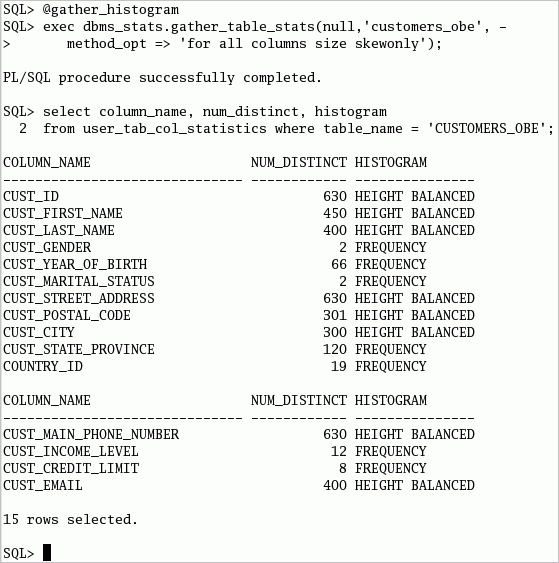 SQL> @gather_histogram
SQL> exec dbms_stats.gather_table_stats(null,'customers_obe', –
>       method_opt => 'for all columns size skewonly');
PL/SQL procedure successfully completed.
SQL> select column_name, num_distinct, histogram
  2  from user_tab_col_statistics where table_name = 'CUSTOMERS_OBE';
COLUMN_NAME                    NUM_DISTINCT HISTOGRAM
------------------------------ ------------ ---------------
CUST_ID                                 630 HEIGHT BALANCED
CUST_FIRST_NAME                         450 HEIGHT BALANCED
CUST_LAST_NAME                          400 HEIGHT BALANCED
CUST_GENDER                               2 FREQUENCY
CUST_YEAR_OF_BIRTH                       66 FREQUENCY
CUST_MARITAL_STATUS                       2 FREQUENCY
CUST_STREET_ADDRESS                     630 HEIGHT BALANCED
CUST_POSTAL_CODE                        301 HEIGHT BALANCED
CUST_CITY                               300 HEIGHT BALANCED
CUST_STATE_PROVINCE                     120 FREQUENCY
COUNTRY_ID                               19 FREQUENCY
COLUMN_NAME                    NUM_DISTINCT HISTOGRAM
------------------------------ ------------ ---------------
CUST_MAIN_PHONE_NUMBER                  630 HEIGHT BALANCED
CUST_INCOME_LEVEL                        12 FREQUENCY
CUST_CREDIT_LIMIT                         8 FREQUENCY
CUST_EMAIL                              400 HEIGHT BALANCED
15 rows selected.
SQL>